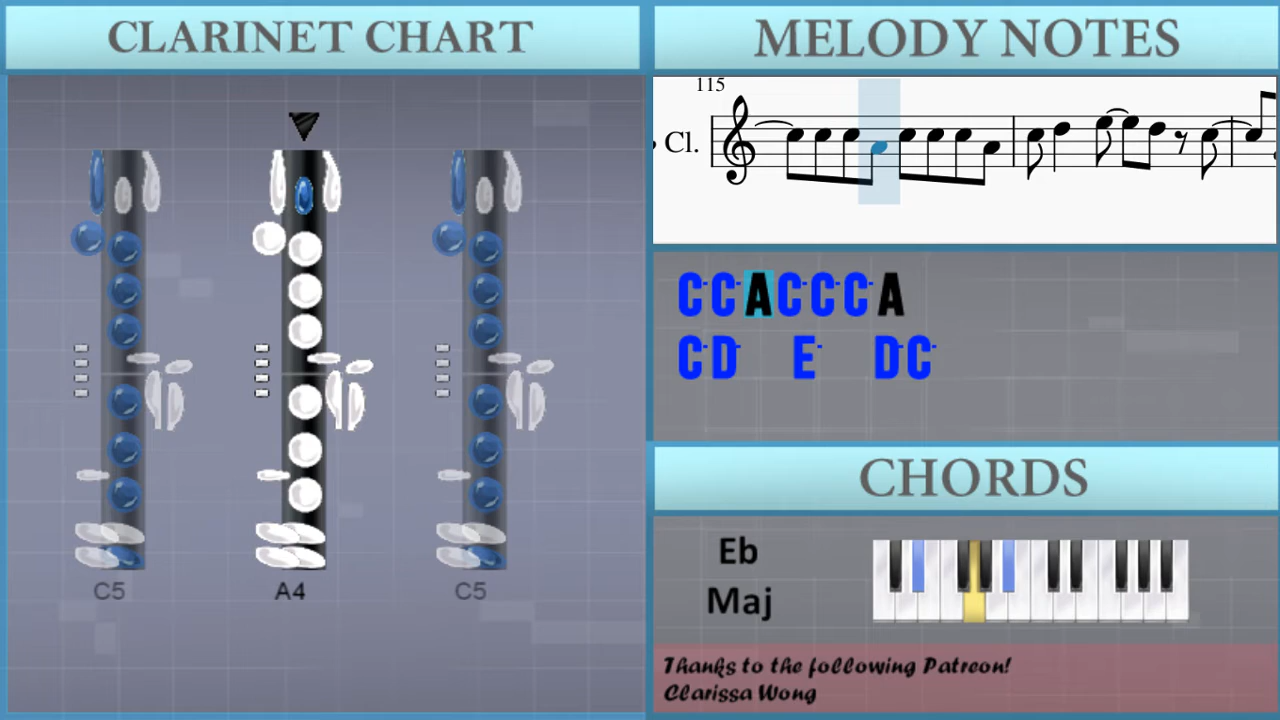 CLARINET CHART
C5
A4
C5
MELODY NOTES
115
Cl.
CCACCCA
CD E DC
CHORDS
Eb
Maj
Thanks to the following Patreon!
Clarissa Wong